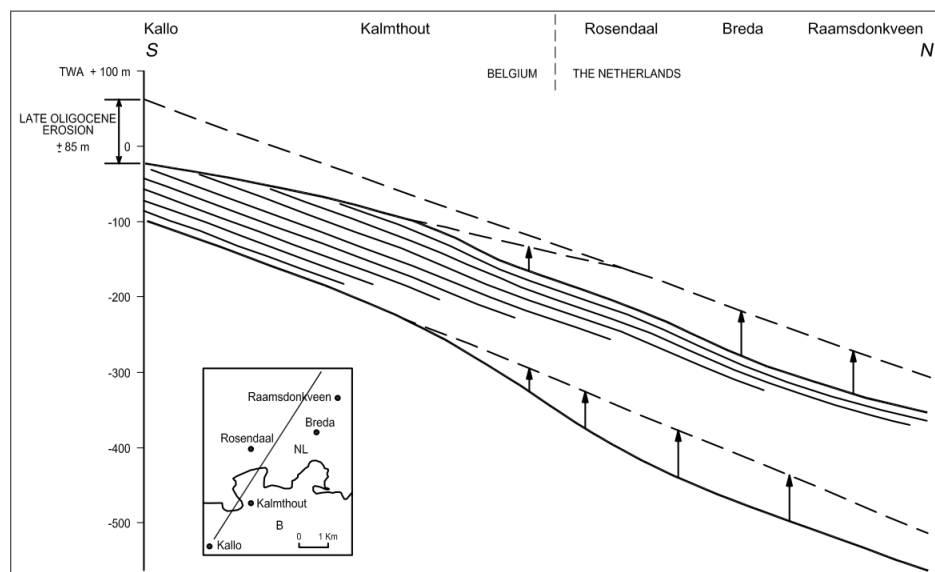 Kallo Kalmthout Rosendaal Breda Raamsdonkveen
S N
TWA + 100 m BELGIUM THE NETHERLANDS
LATE OLIGOCENE
EROSION
± 85 m
0
-100
-200
-300
-400
-500
Raamsdonkveen
Breda
Rosendaal
NL
Kalmthout
B
0 1 Km
Kallo